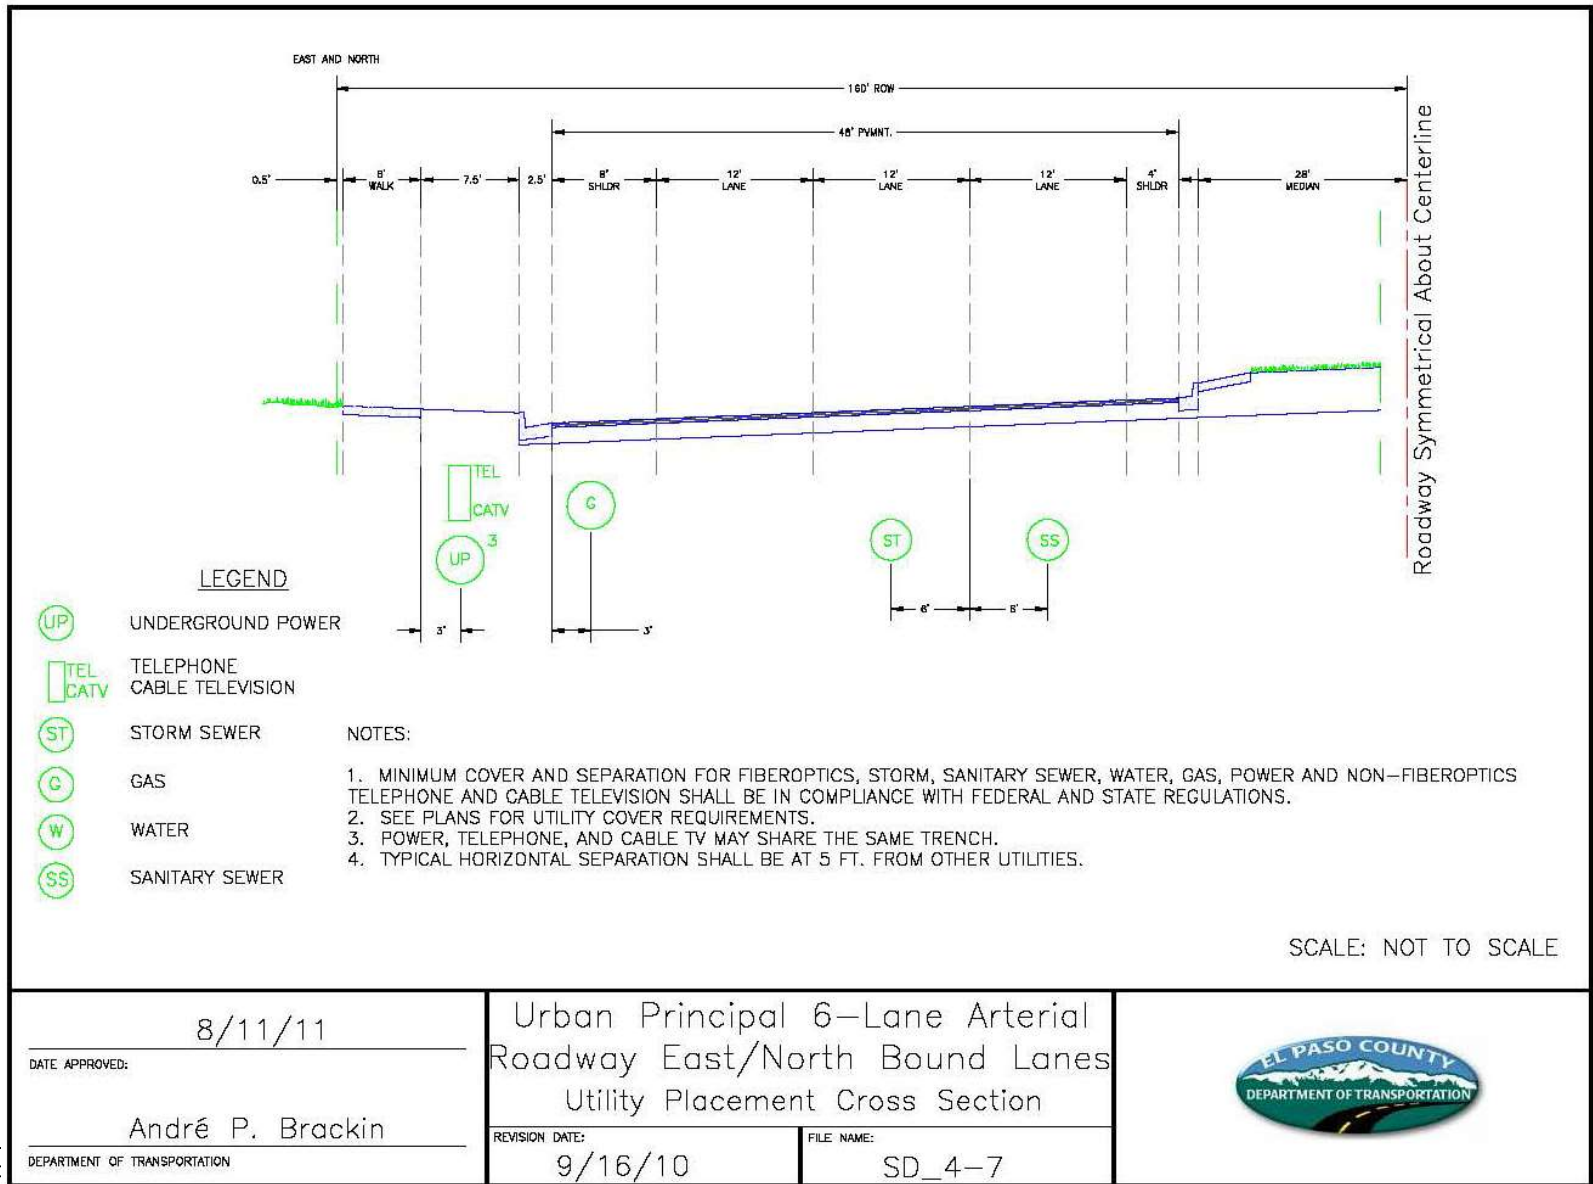 EAST AND NORTH
160' ROW
48' PVMNT.
0.5'
8' WALK
7.5'
2.5'
8' SHLDR
12' LANE
12' LANE
12' LANE
4' SHLDR
28' MEDIAN
Roadway Symmetrical About Centerline
TEL
CATV
G
UP 3
ST
SS
6'
6'
3'
3'
LEGEND
UP UNDERGROUND POWER
TEL TELEPHONE
CATV CABLE TELEVISION
ST STORM SEWER
G GAS
W WATER
SS SANITARY SEWER
NOTES:
1. MINIMUM COVER AND SEPARATION FOR FIBEROPTICS, STORM, SANITARY SEWER, WATER, GAS, POWER AND NON-FIBEROPTICS
TELEPHONE AND CABLE TELEVISION SHALL BE IN COMPLIANCE WITH FEDERAL AND STATE REGULATIONS.
2. SEE PLANS FOR UTILITY COVER REQUIREMENTS.
3. POWER, TELEPHONE, AND CABLE TV MAY SHARE THE SAME TRENCH.
4. TYPICAL HORIZONTAL SEPARATION SHALL BE AT 5 FT. FROM OTHER UTILITIES.
SCALE: NOT TO SCALE
8/11/11
DATE APPROVED:
André P. Brackin
DEPARTMENT OF TRANSPORTATION
Urban Principal 6-Lane Arterial
Roadway East/North Bound Lanes
Utility Placement Cross Section
REVISION DATE:
9/16/10
FILE NAME:
SD_4-7
EL PASO COUNTY
DEPARTMENT OF TRANSPORTATION